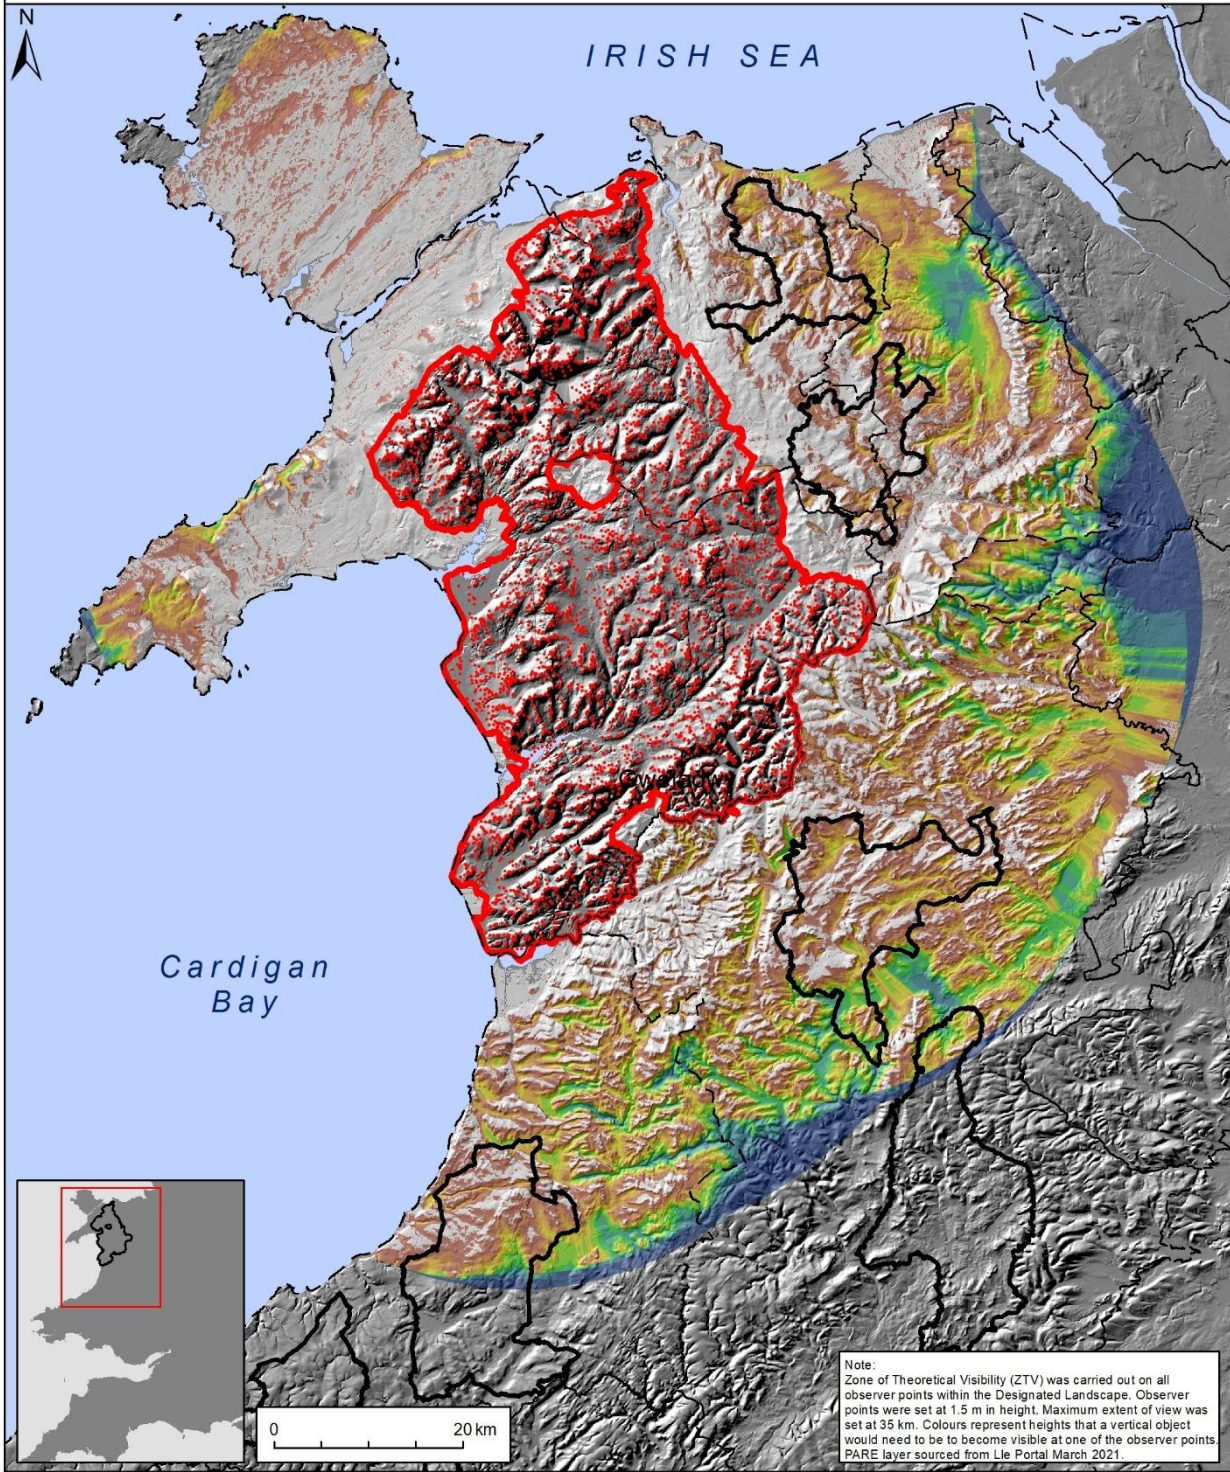 N
IRISH SEA
Cardigan
Bay
0
20 km
Note:
Zone of Theoretical Visibility (ZTV) was carried out on all
observer points within the Designated Landscape. Observer
points were set at 1.5 m in height. Maximum extent of view was
set at 35 km. Colours represent heights that a vertical object
would need to be to become visible at one of the observer points.
PARE layer sourced from Lle Portal March 2021.